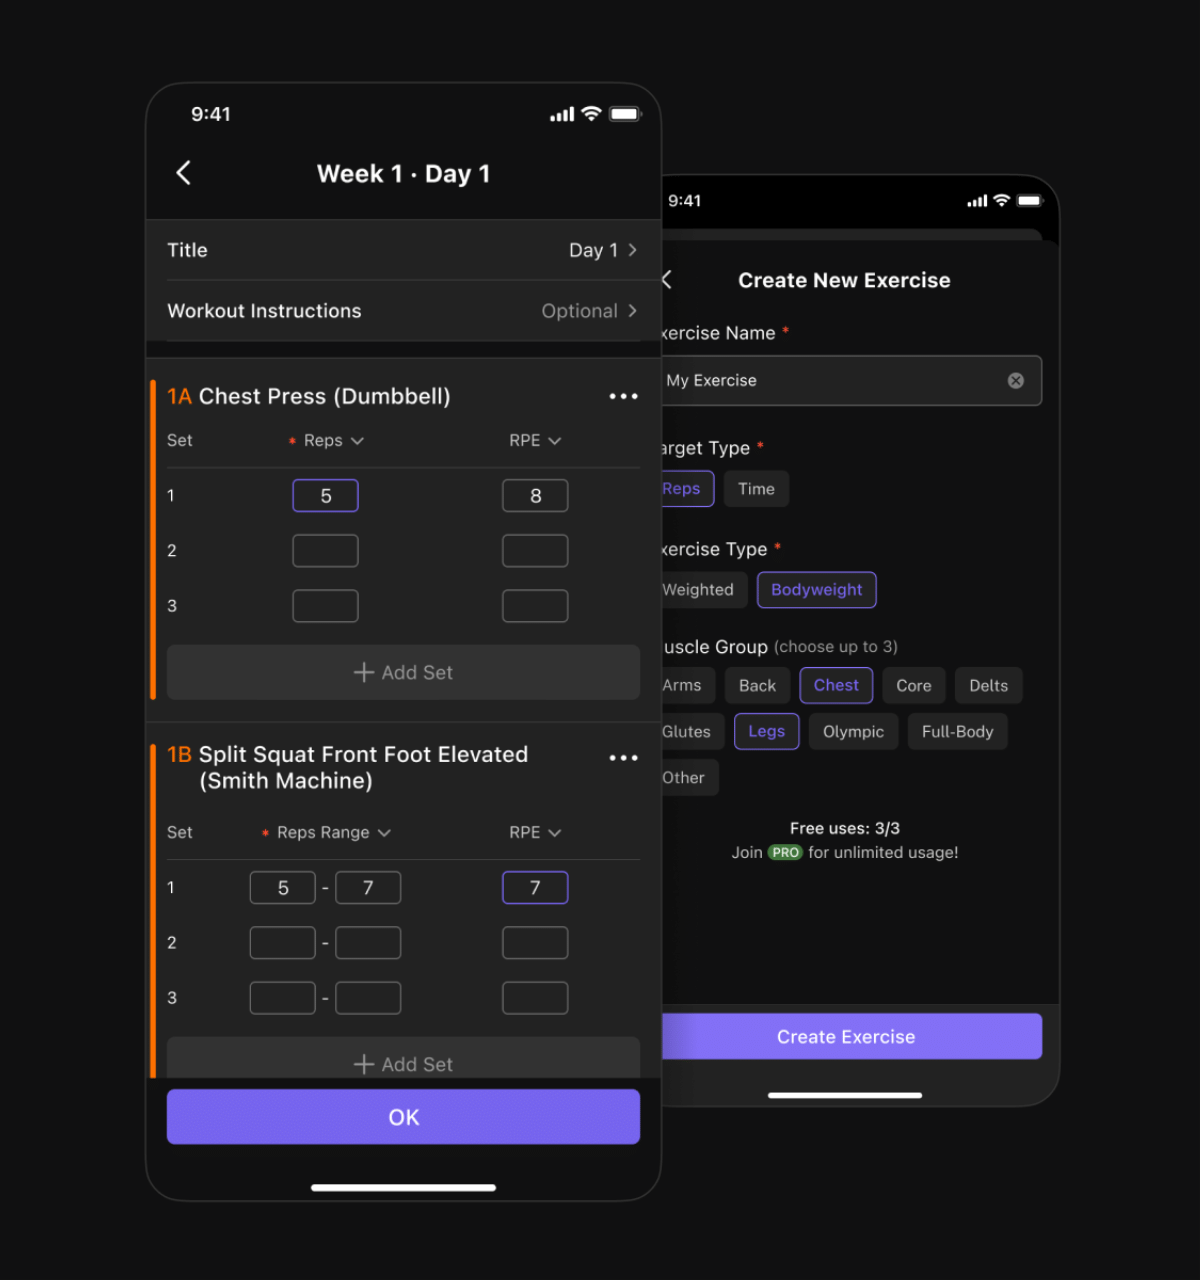 9:41
Week 1 · Day 1
Title Day 1
Workout Instructions Optional
1A Chest Press (Dumbbell)
Set * Reps RPE
1 5 8
2
3
+ Add Set
1B Split Squat Front Foot Elevated
(Smith Machine)
Set * Reps Range RPE
1 5 - 7 7
2 -
3 -
+ Add Set
OK
9:41
Create New Exercise
xercise Name *
My Exercise
arget Type *
Reps Time
xercise Type *
Weighted Bodyweight
uscle Group (choose up to 3)
Arms Back Chest Core Delts
Glutes Legs Olympic Full-Body
Other
Free uses: 3/3
Join PRO for unlimited usage!
Create Exercise